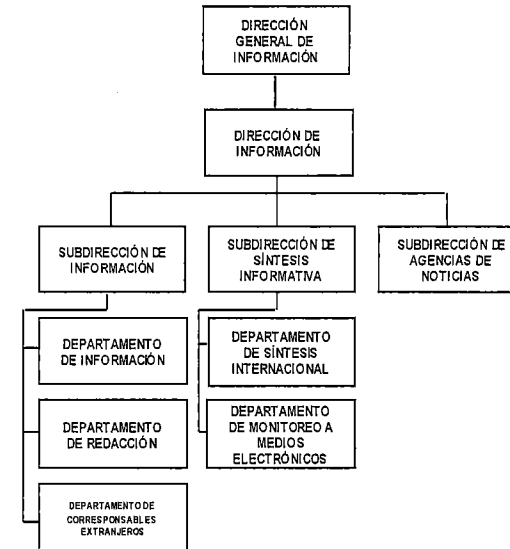 DIRECCIÓN
GENERAL DE
INFORMACIÓN
DIRECCIÓN DE
INFORMACIÓN
SUBDIRECCIÓN DE
INFORMACIÓN
SUBDIRECCIÓN DE
SÍNTESIS
INFORMATIVA
SUBDIRECCIÓN DE
AGENCIAS DE
NOTICIAS
DEPARTAMENTO
DE INFORMACIÓN
DEPARTAMENTO
DE REDACCIÓN
DEPARTAMENTO DE
CORRESPONSABLES
EXTRANJEROS
DEPARTAMENTO
DE SÍNTESIS
INTERNACIONAL
DEPARTAMENTO
DE MONITOREO A
MEDIOS
ELECTRÓNICOS